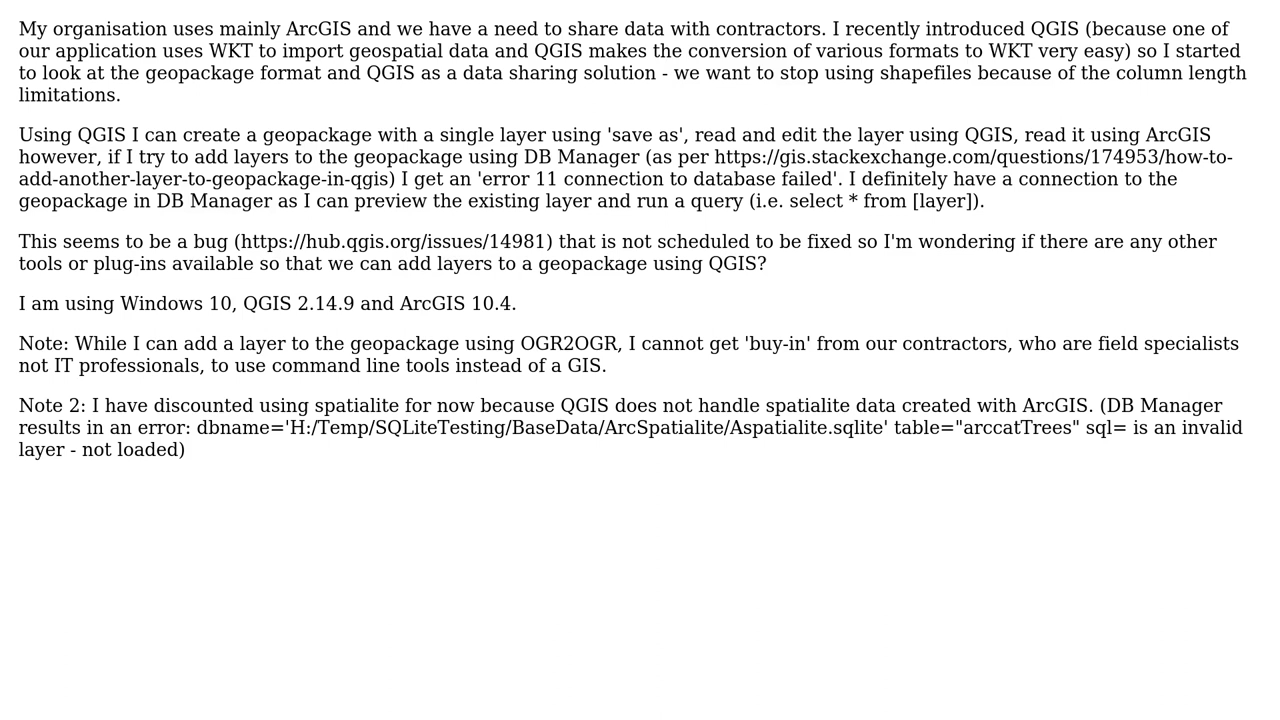 My organisation uses mainly ArcGIS and we have a need to share data with contractors. I recently introduced QGIS (because one of
our application uses WKT to import geospatial data and QGIS makes the conversion of various formats to WKT very easy) so I started
to look at the geopackage format and QGIS as a data sharing solution - we want to stop using shapefiles because of the column length
limitations.
Using QGIS I can create a geopackage with a single layer using 'save as', read and edit the layer using QGIS, read it using ArcGIS
however, if I try to add layers to the geopackage using DB Manager (as per https://gis.stackexchange.com/questions/174953/how-to-
add-another-layer-to-geopackage-in-qgis) I get an 'error 11 connection to database failed'. I definitely have a connection to the
geopackage in DB Manager as I can preview the existing layer and run a query (i.e. select * from [layer]).
This seems to be a bug (https://hub.qgis.org/issues/14981) that is not scheduled to be fixed so I'm wondering if there are any other
tools or plug-ins available so that we can add layers to a geopackage using QGIS?
I am using Windows 10, QGIS 2.14.9 and ArcGIS 10.4.
Note: While I can add a layer to the geopackage using OGR2OGR, I cannot get 'buy-in' from our contractors, who are field specialists
not IT professionals, to use command line tools instead of a GIS.
Note 2: I have discounted using spatialite for now because QGIS does not handle spatialite data created with ArcGIS. (DB Manager
results in an error: dbname='H:/Temp/SQLiteTesting/BaseData/ArcSpatialite/Aspatialite.sqlite' table="arccatTrees" sql= is an invalid
layer - not loaded)